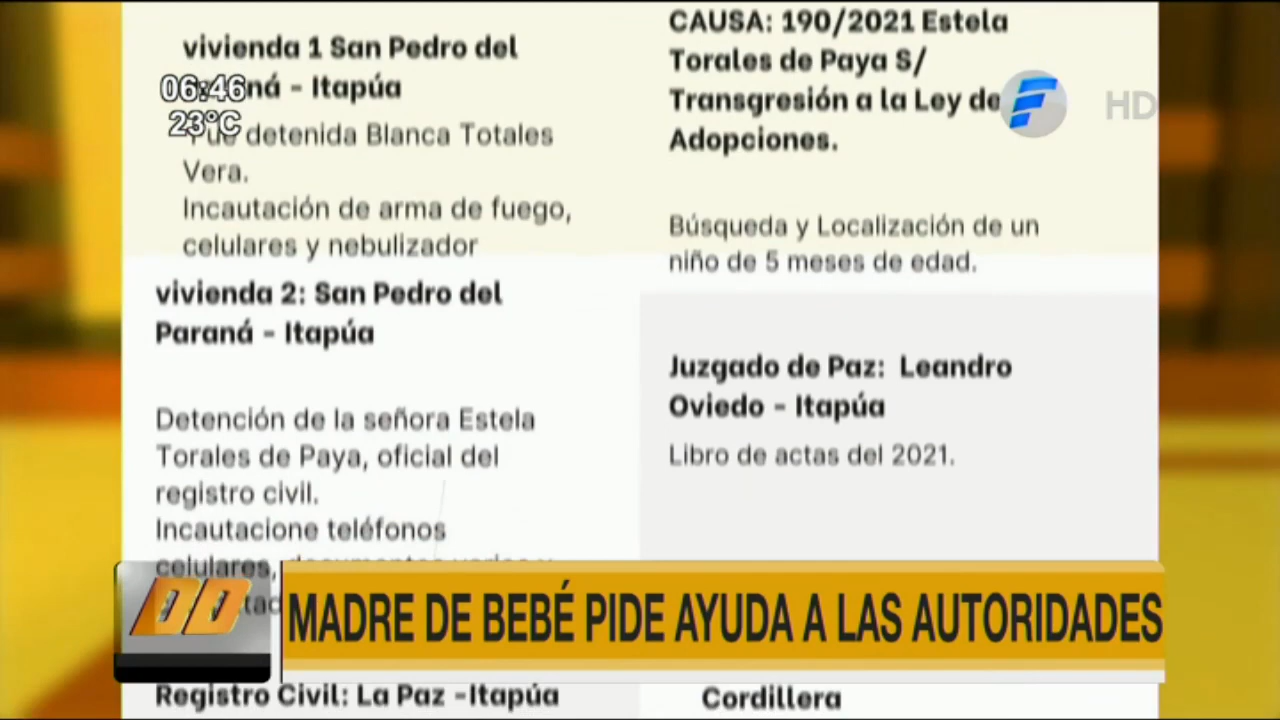 vivienda 1 San Pedro del
ná - Itapúa
06:46
23°C
Fue detenida Blanca Totales
Vera.
Incautación de arma de fuego,
celulares y nebulizador
vivienda 2: San Pedro del
Paraná - Itapúa
Detención de la señora Estela
Torales de Paya, oficial del
registro civil.
Incautacione teléfonos
celulares, documentos varios y
Registro Civil: La Paz -Itapúa
CAUSA: 190/2021 Estela
Torales de Paya S/
Transgresión a la Ley de
Adopciones.
HD
Búsqueda y Localización de un
niño de 5 meses de edad.
Juzgado de Paz: Leandro
Oviedo - Itapúa
Libro de actas del 2021.
MADRE DE BEBÉ PIDE AYUDA A LAS AUTORIDADES
Cordillera